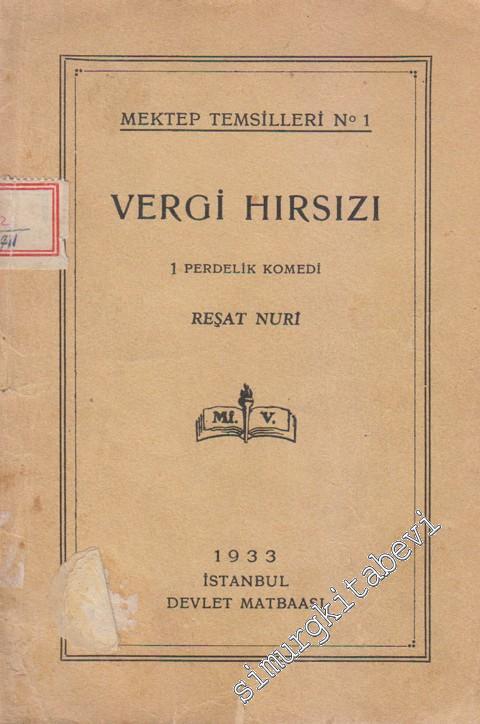 MEKTEP TEMSİLLERİ Nº 1
VERGİ HIRSIZI
1 PERDELİK KOMEDİ
REŞAT NURİ
Mf. V.
1933
İSTANBUL
DEVLET MATBAASI
simurgkitabevi